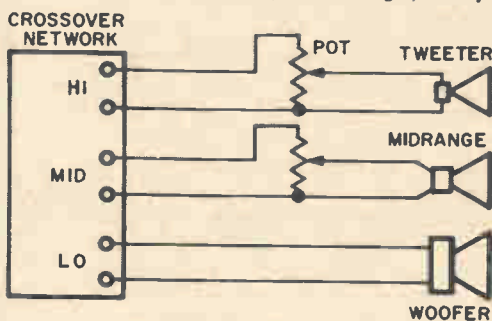 CROSSOVER
NETWORK
POT
TWEETER
HI
MIDRANGE
MID
LO
WOOFER